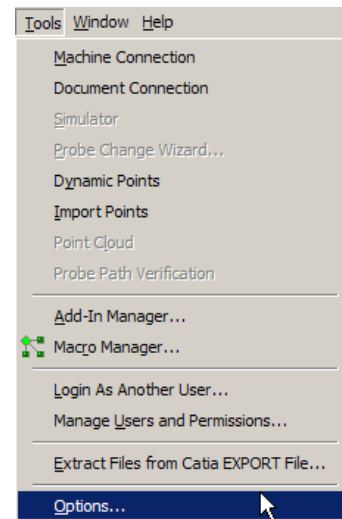 Tools Window Help
Machine Connection
Document Connection
Simulator
Probe Change Wizard...
Dynamic Points
Import Points
Point Cloud
Probe Path Verification
Add-In Manager...
Macro Manager...
Login As Another User...
Manage Users and Permissions...
Extract Files from Catia EXPORT File...
Options...